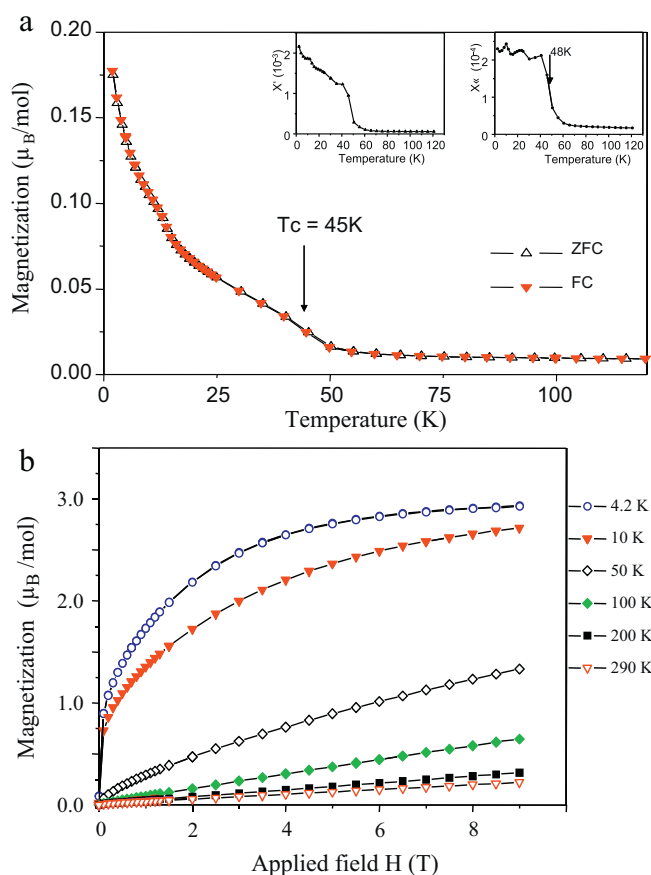 a
0.20
0.15
0.10
0.05
0.00
Magnetization (μB/mol)
25
50
75
100
Temperature (K)
Tc = 45K
ZFC
FC
X' (10-3)
2
1
0
0 20 40 60 80 100 120
Temperature (K)
X« (10-4)
2
1
0
48K
0 20 40 60 80 100 120
Temperature (K)
b
3.0
2.0
1.0
0.0
Magnetization (μB /mol)
0 2 4 6 8
Applied field H (T)
4.2 K
10 K
50 K
100 K
200 K
290 K